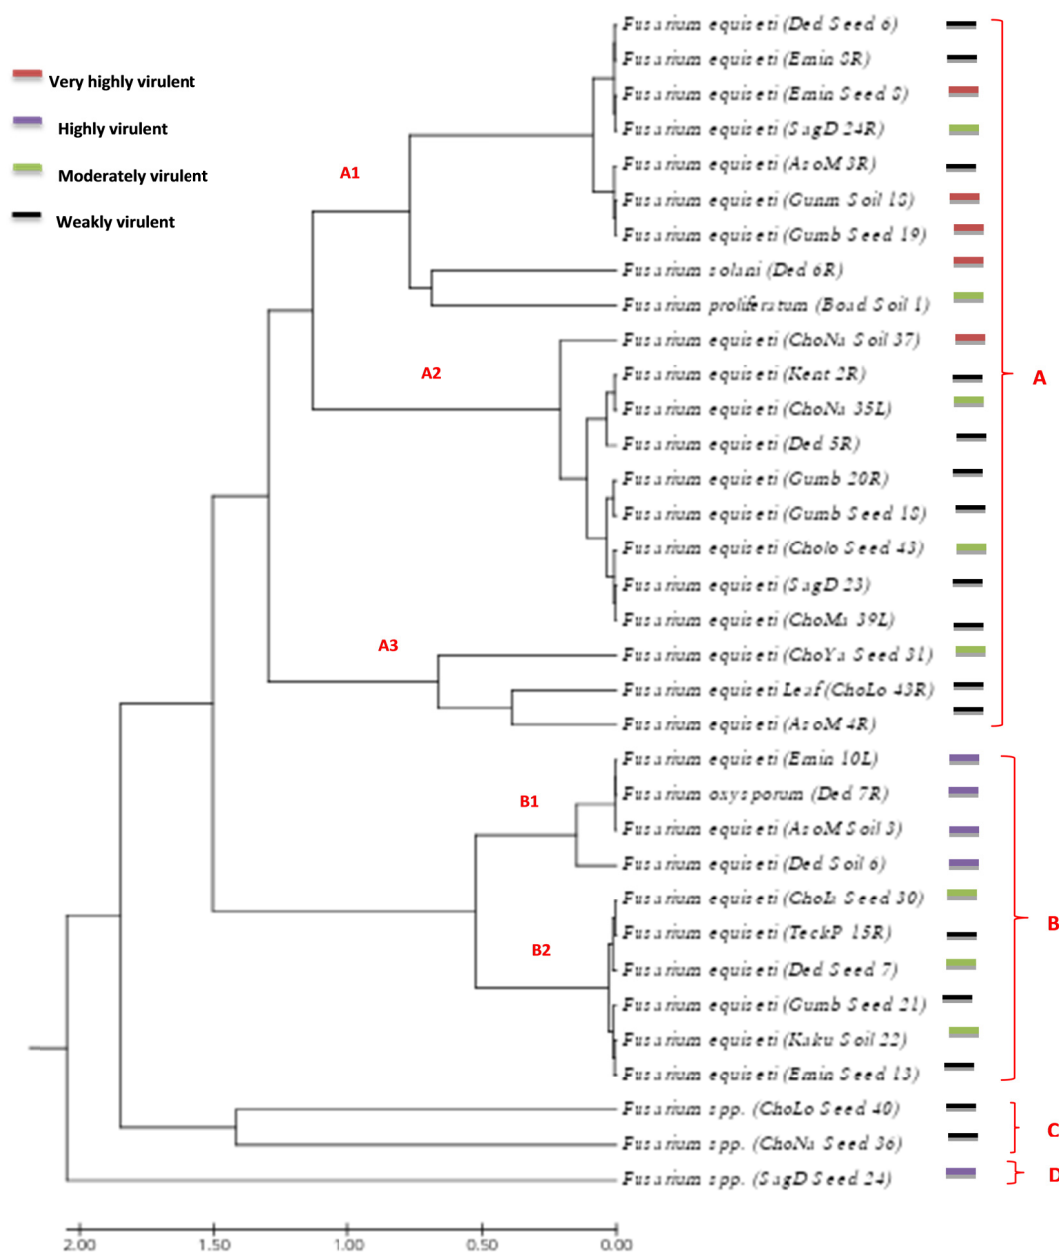 Very highly virulent
Highly virulent
Moderately virulent
Weakly virulent
Fusarium equiseti (Ded Seed 6)
Fusarium equiseti (Emin 8R)
Fusarium equiseti (Emin Seed 8)
Fusarium equiseti (SagD 24R)
Fusarium equiseti (AsoM 3R)
Fusarium equiseti (Gunm Soil 18)
Fusarium equiseti (Gumb Seed 19)
Fusarium solani (Ded 6R)
Fusarium proliferatum (Boad Soil 1)
Fusarium equiseti (ChoNa Soil 37)
Fusarium equiseti (Kent 2R)
Fusarium equiseti (ChoNa 35L)
Fusarium equiseti (Ded 5R)
Fusarium equiseti (Gumb 20R)
Fusarium equiseti (Gumb Seed 18)
Fusarium equiseti (Cholo Seed 43)
Fusarium equiseti (SagD 23)
Fusarium equiseti (ChoMa 39L)
Fusarium equiseti (ChoYa Seed 31)
Fusarium equiseti Leaf (ChoLo 43R)
Fusarium equiseti (AsoM 4R)
Fusarium equiseti (Emin 10L)
Fusarium oxysporum (Ded 7R)
Fusarium equiseti (AsoM Soil 3)
Fusarium equiseti (Ded Soil 6)
Fusarium equiseti (ChoLa Seed 30)
Fusarium equiseti (TeckP 15R)
Fusarium equiseti (Ded Seed 7)
Fusarium equiseti (Gumb Seed 21)
Fusarium equiseti (Kaku Soil 22)
Fusarium equiseti (Emin Seed 13)
Fusarium spp. (ChoLo Seed 40)
Fusarium spp. (ChoNa Seed 36)
Fusarium spp. (SagD Seed 24)
A1
A2
A3
B1
B2
A
B
C
D
2.00 1.50 1.00 0.50 0.00